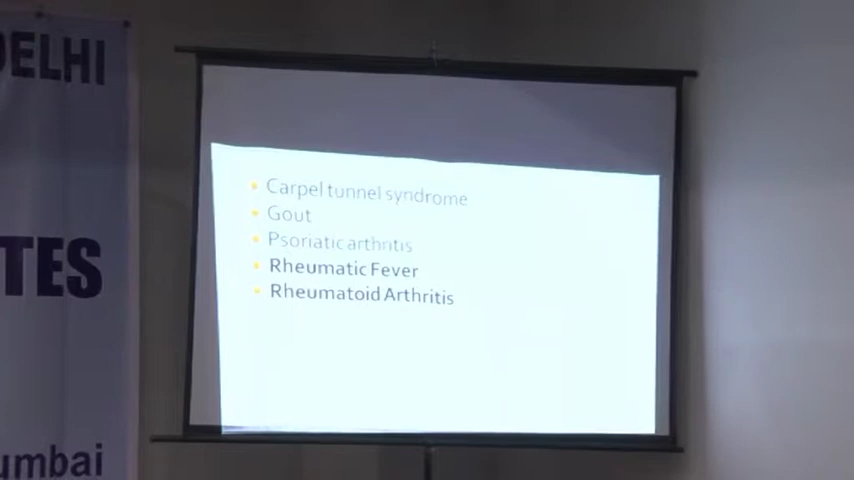 DELHI
TES
umbai
Carpel tunnel syndrome
Gout
Psoriatic arthritis
Rheumatic Fever
Rheumatoid Arthritis